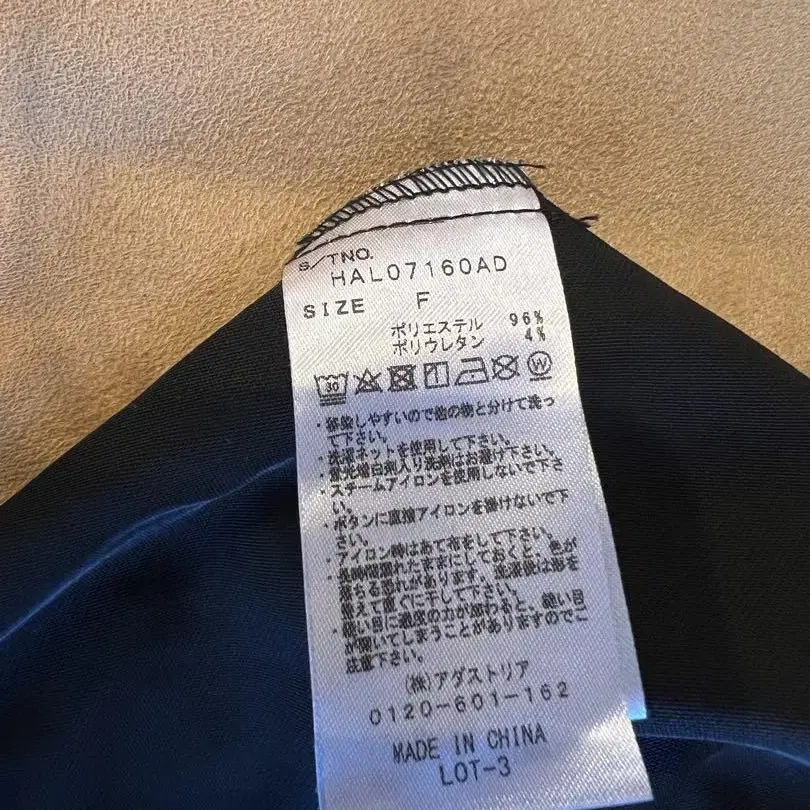 S/TNO.
HAL07160AD
SIZE F
ポリエステル 96%
ポリウレタン 4%
30 W
・移染しやすいので他の物と分けて洗っ
て下さい。
・洗濯ネットを使用して下さい。
・蛍光増白剤入り洗剤はお避け下さい。
・スチームアイロンを使用しないで下さ
い。
・ボタンに直接アイロンを掛けないで下
さい。
・アイロン時はあて布をして下さい。
・長時間濡れたままにしておくと、色が
落ちる恐れがあります。洗濯後は形を
整えて直ぐに干して下さい。
・縫い目に過度の力が加わると、縫い目
が開いてしまうことがありますのでご
注意下さい。
(株)アダストリア
0120-601-162
MADE IN CHINA
LOT-3